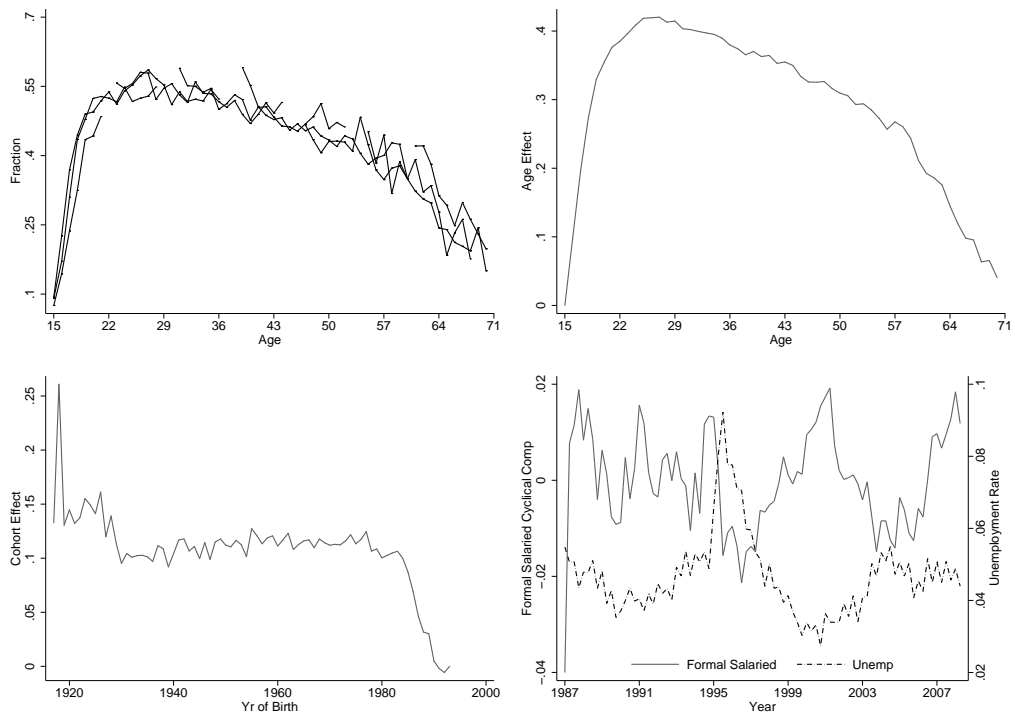 Fraction
.1 .25 .4 .55 .7
15 22 29 36 43 50 57 64 71
Age
Age Effect
0 .1 .2 .3 .4
15 22 29 36 43 50 57 64 71
Age
Cohort Effect
0 .05 .1 .15 .2 .25
1920 1940 1960 1980 2000
Yr of Birth
Formal Salaried Cyclical Comp
-.04 -.02 0 .01 .02
Unemployment Rate
.02 .04 .06 .08 .1
Formal Salaried Unemp
1987 1991 1995 1999 2003 2007
Year